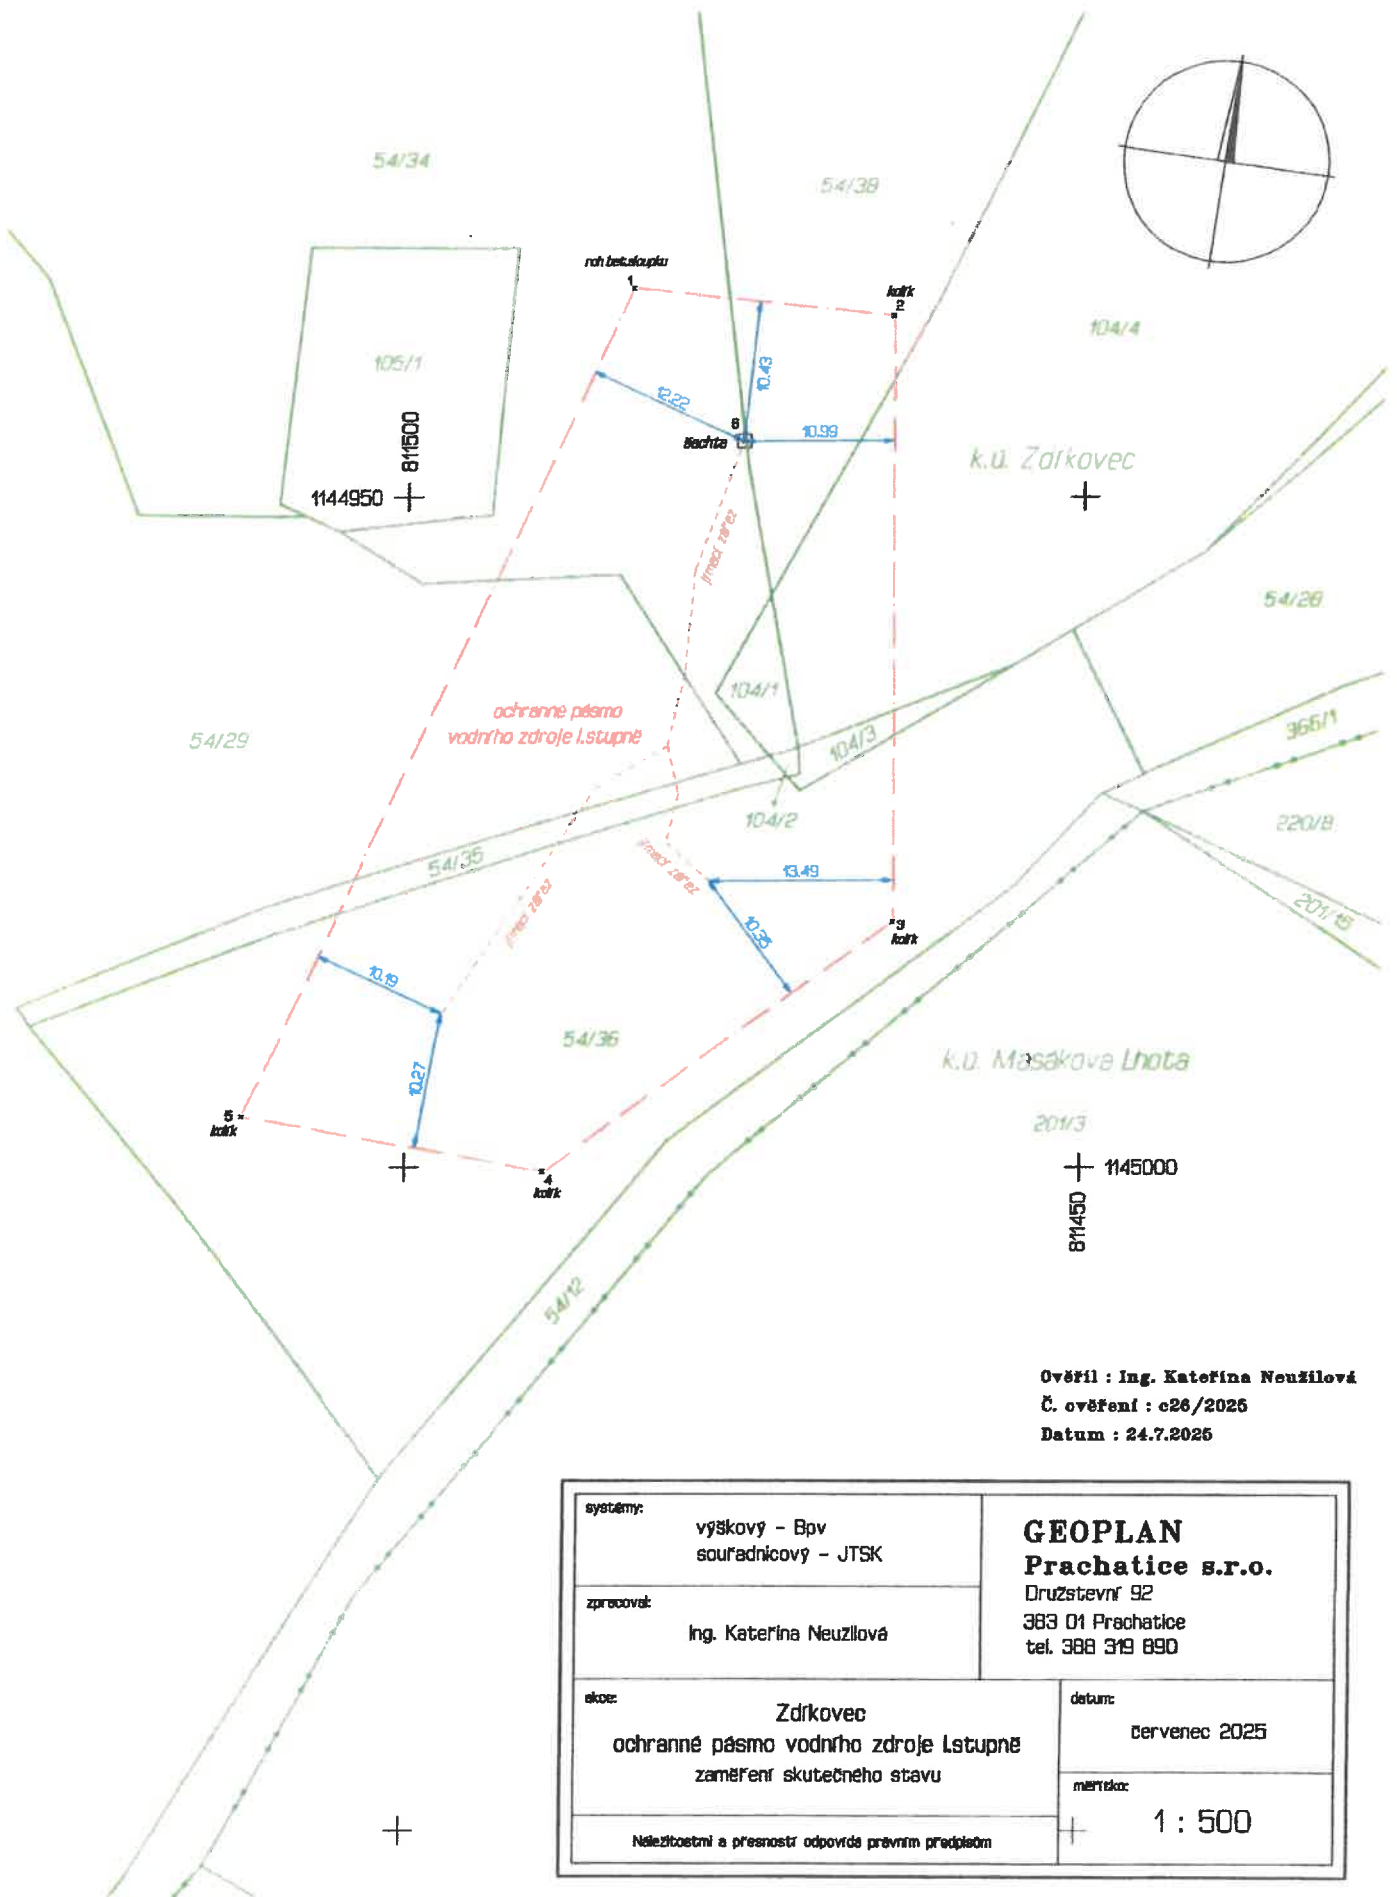 54/34
54/38
roh bet.sloupku
1
kolík
2
104/4
105/1
10.43
12.22
6
šachta
10.99
811500
1144950
k.ú. Zdíkovec
jímací zářez
54/28
104/1
ochranné pásmo
vodního zdroje I.stupně
54/29
104/3
966/1
104/2
220/8
54/35
jímací zářez
13.49
201/16
jímací zářez
10.35
3
kolík
10.19
54/36
k.ú. Masákova Lhota
10.27
5
kolík
201/3
4
kolík
1145000
811450
54/12
Ověřil : Ing. Kateřina Neužilová
Č. ověření : c26/2025
Datum : 24.7.2025
systémy:
výškový - Bpv
souřadnicový - JTSK
GEOPLAN
Prachatice s.r.o.
Družstevní 92
383 01 Prachatice
tel. 388 319 890
zpracoval:
Ing. Kateřina Neužilová
akce:
Zdíkovec
ochranné pásmo vodního zdroje I.stupně
zaměření skutečného stavu
datum:
červenec 2025
měřítko:
1 : 500
Náležitostmi a přesností odpovídá právním předpisům